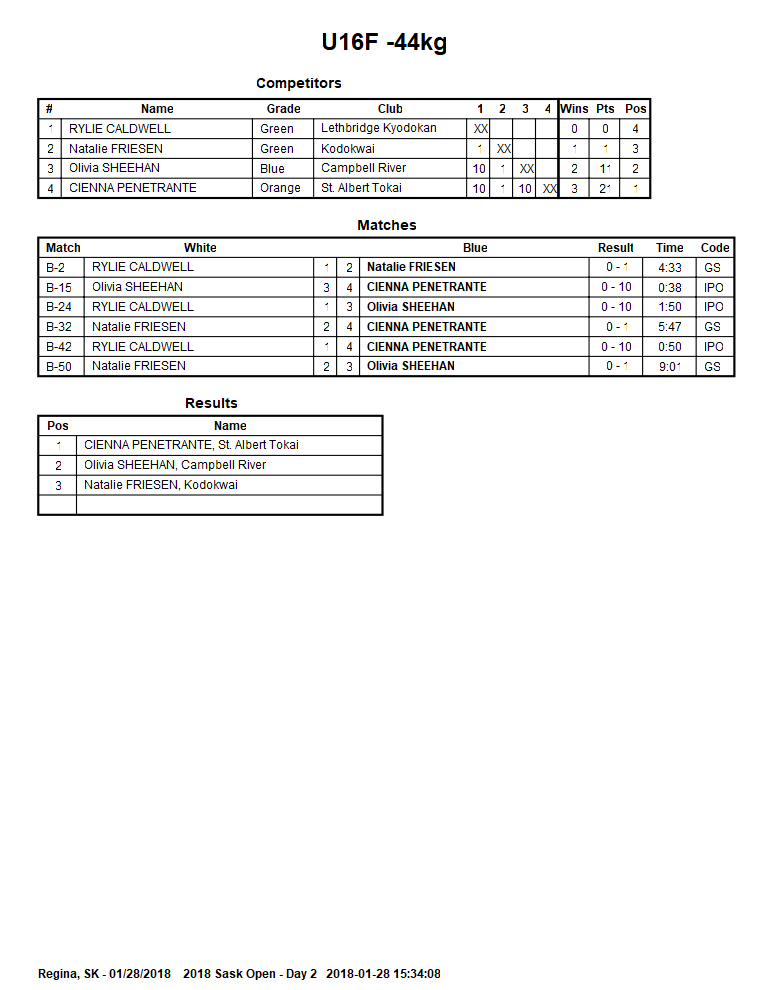 U16F -44kg
Competitors
# Name Grade Club 1 2 3 4 Wins Pts Pos
1 RYLIE CALDWELL Green Lethbridge Kyodokan XX 0 0 4
2 Natalie FRIESEN Green Kodokwai 1 XX 1 1 3
3 Olivia SHEEHAN Blue Campbell River 10 1 XX 2 11 2
4 CIENNA PENETRANTE Orange St. Albert Tokai 10 1 10 XX 3 21 1
Matches
Match White Blue Result Time Code
B-2 RYLIE CALDWELL 1 2 Natalie FRIESEN 0 - 1 4:33 GS
B-15 Olivia SHEEHAN 3 4 CIENNA PENETRANTE 0 - 10 0:38 IPO
B-24 RYLIE CALDWELL 1 3 Olivia SHEEHAN 0 - 10 1:50 IPO
B-32 Natalie FRIESEN 2 4 CIENNA PENETRANTE 0 - 1 5:47 GS
B-42 RYLIE CALDWELL 1 4 CIENNA PENETRANTE 0 - 10 0:50 IPO
B-50 Natalie FRIESEN 2 3 Olivia SHEEHAN 0 - 1 9:01 GS
Results
Pos Name
1 CIENNA PENETRANTE, St. Albert Tokai
2 Olivia SHEEHAN, Campbell River
3 Natalie FRIESEN, Kodokwai
Regina, SK - 01/28/2018 2018 Sask Open - Day 2 2018-01-28 15:34:08